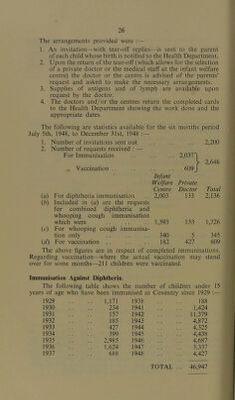 26
The arrangements provided were :—
1. An invitation—with tear-off replies—is sent to the parent
of each child whose birth is notified to the Health Department.
2. Upon the return of the tear-off (which allows for the selection
of a private doctor or the medical staff at the infant welfare
centre) the doctor or the centre is advised of the parents'
request and asked to make the necessary arrangements.
3. Supplies of antigens and of lymph are available upon
request by the doctor.
4. The doctors and/or the centres return the completed cards
to the Health Department showing the work done and the
appropriate dates.
The following are statistics available for the six months period
July 5th, 1948, to December 31st, 1948 :—
1. Number of invitations sent out .. .. .. 2,200
2. Number of requests received :—
For Immunisation .. .. 2,037
2,646
„ Vaccination .. .. 609
Infant
Welfare Private
Centre Doctor Total
(a) For diphtheria immunisation 2,003 133 2,136
(b) Included in (a) are the requests
for combined diphtheria and
whooping cough immunisation
which were 1,593 133 1,726
(c) For whooping cough immunisa-
tion only 340 5 345
(d) For vaccination .. .. 182 427 609
The above figures are in respect of completed immunisations.
Regarding vaccination—where the actual vaccination may stand
over for some months—211 children were vaccinated.
Immunisation Against Diphtheria.
The following table shows the number of children under 15
years of age who have been immunised in Coventry since 1929 :—
1929 .. .. 1,171 1938 .. .. 188
1930 .. .. 234 1941 .. .. 1,424
1931 .. .. 157 1942 .. .. 11,379
1932 .. .. 185 1943 .. .. 4,872
1933 .. .. 427 1944 .. .. 4,325
1934 .. .. 399 1945 .. .. 4,438
1935 .. .. 2,985 1946 .. .. 4,687
1936 .. .. 1,624 1947 .. .. 3,337
1937 .. .. 688 1948 .. .. 4,427
TOTAL .. 46,947